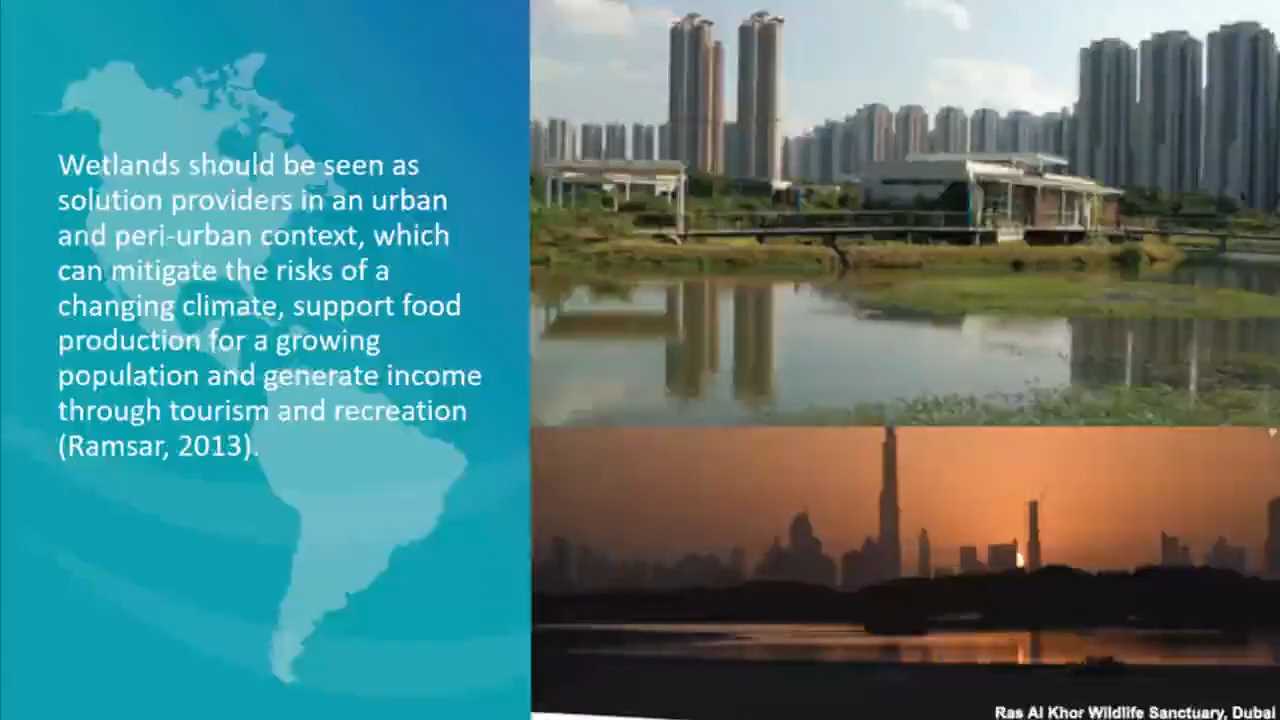 Wetlands should be seen as
solution providers in an urban
and peri-urban context, which
can mitigate the risks of a
changing climate, support food
production for a growing
population and generate income
through tourism and recreation
(Ramsar, 2013).
Ras Al Khor Wildlife Sanctuary, Dubai